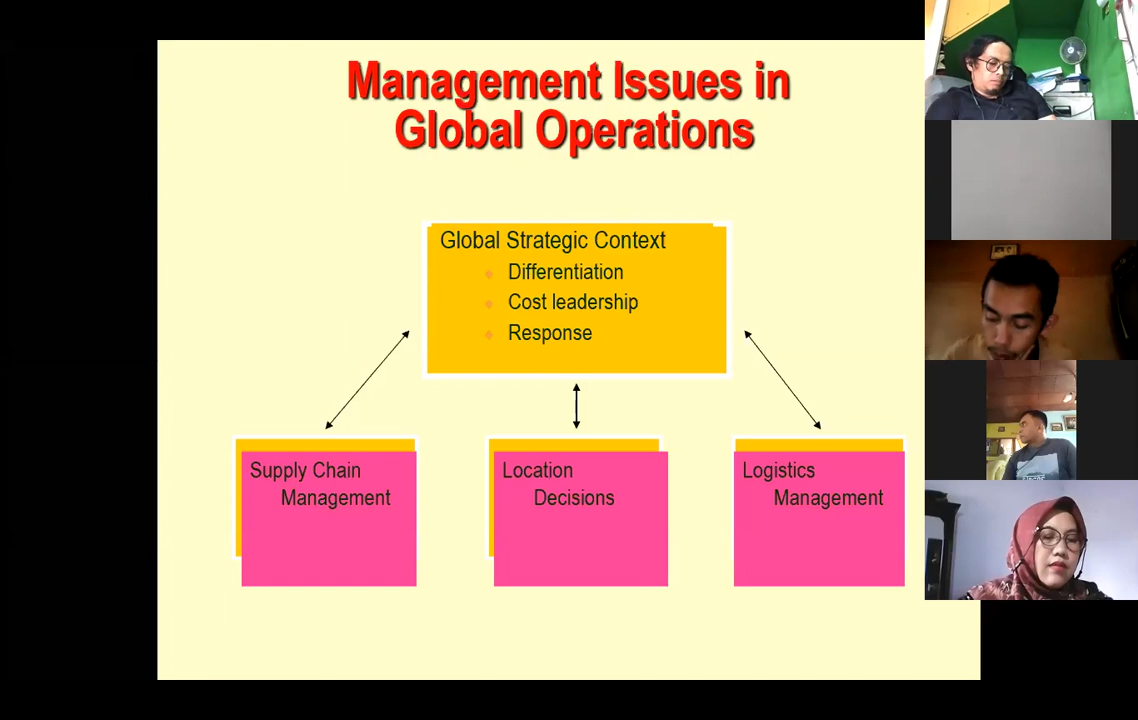 Management Issues in
Global Operations
Global Strategic Context
Differentiation
Cost leadership
Response
Supply Chain
Management
Location
Decisions
Logistics
Management